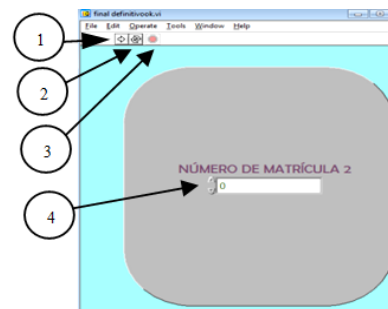 final definitivook.vi
File Edit Operate Tools Window Help
1
2
3
NÚMERO DE MATRÍCULA 2
4
0